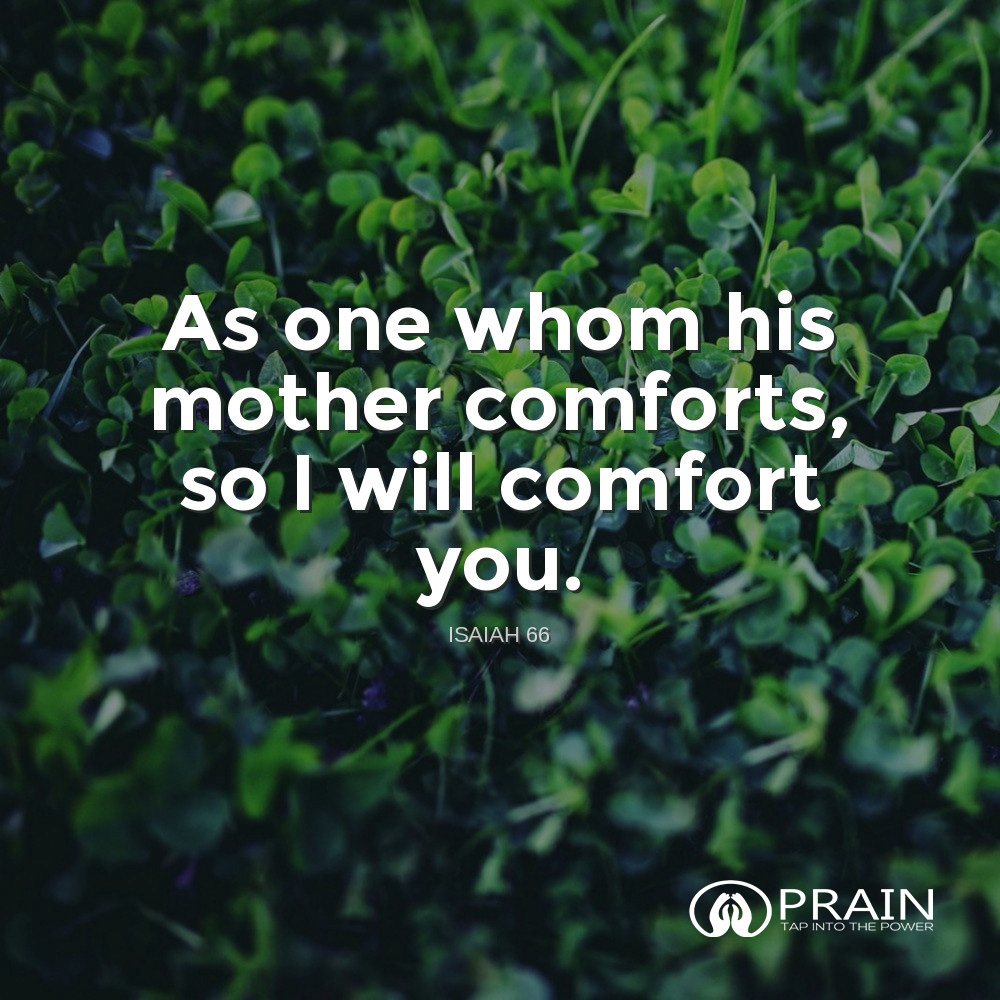 As one whom his
mother comforts,
so I will comfort
you.
ISAIAH 66
PRAIN
TAP INTO THE POWER